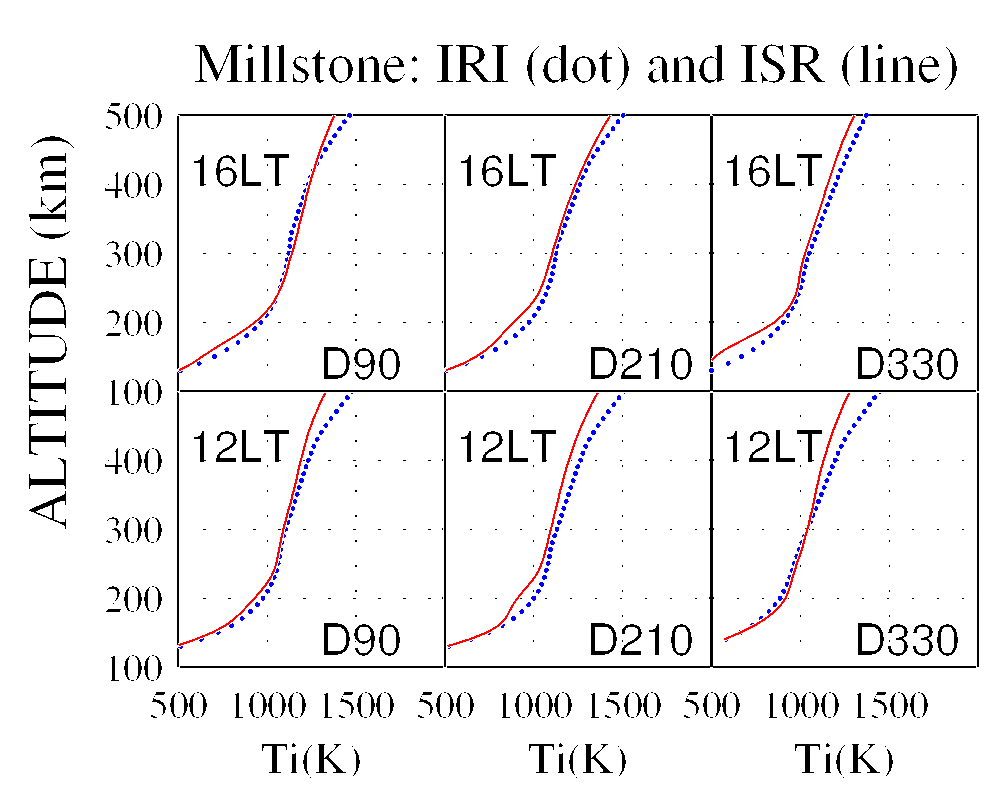 Millstone: IRI (dot) and ISR (line)
ALTITUDE (km)
500
400
300
200
100
16LT
D90
16LT
D210
16LT
D330
400
300
200
100
12LT
D90
12LT
D210
12LT
D330
500 1000 1500 500 1000 1500 500 1000 1500
Ti(K) Ti(K) Ti(K)